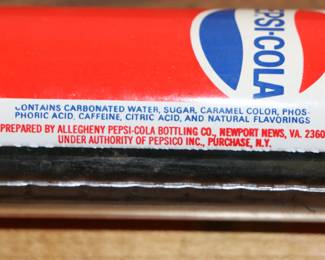 PEPSI-COLA
CONTAINS CARBONATED WATER, SUGAR, CARAMEL COLOR, PHOS-
PHORIC ACID, CAFFEINE, CITRIC ACID, AND NATURAL FLAVORINGS
PREPARED BY ALLEGHENY PEPSI-COLA BOTTLING CO., NEWPORT NEWS, VA. 2360
UNDER AUTHORITY OF PEPSICO INC., PURCHASE, N.Y.